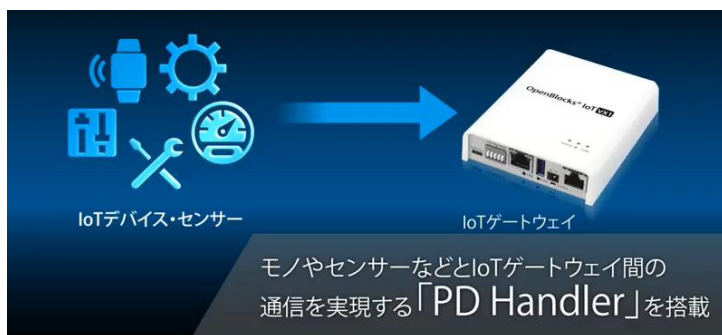 OpenBlocks® IoT VX1
IoTデバイス・センサー
IoTゲートウェイ
モノやセンサーなどとIoTゲートウェイ間の
通信を実現する「PD Handler」を搭載